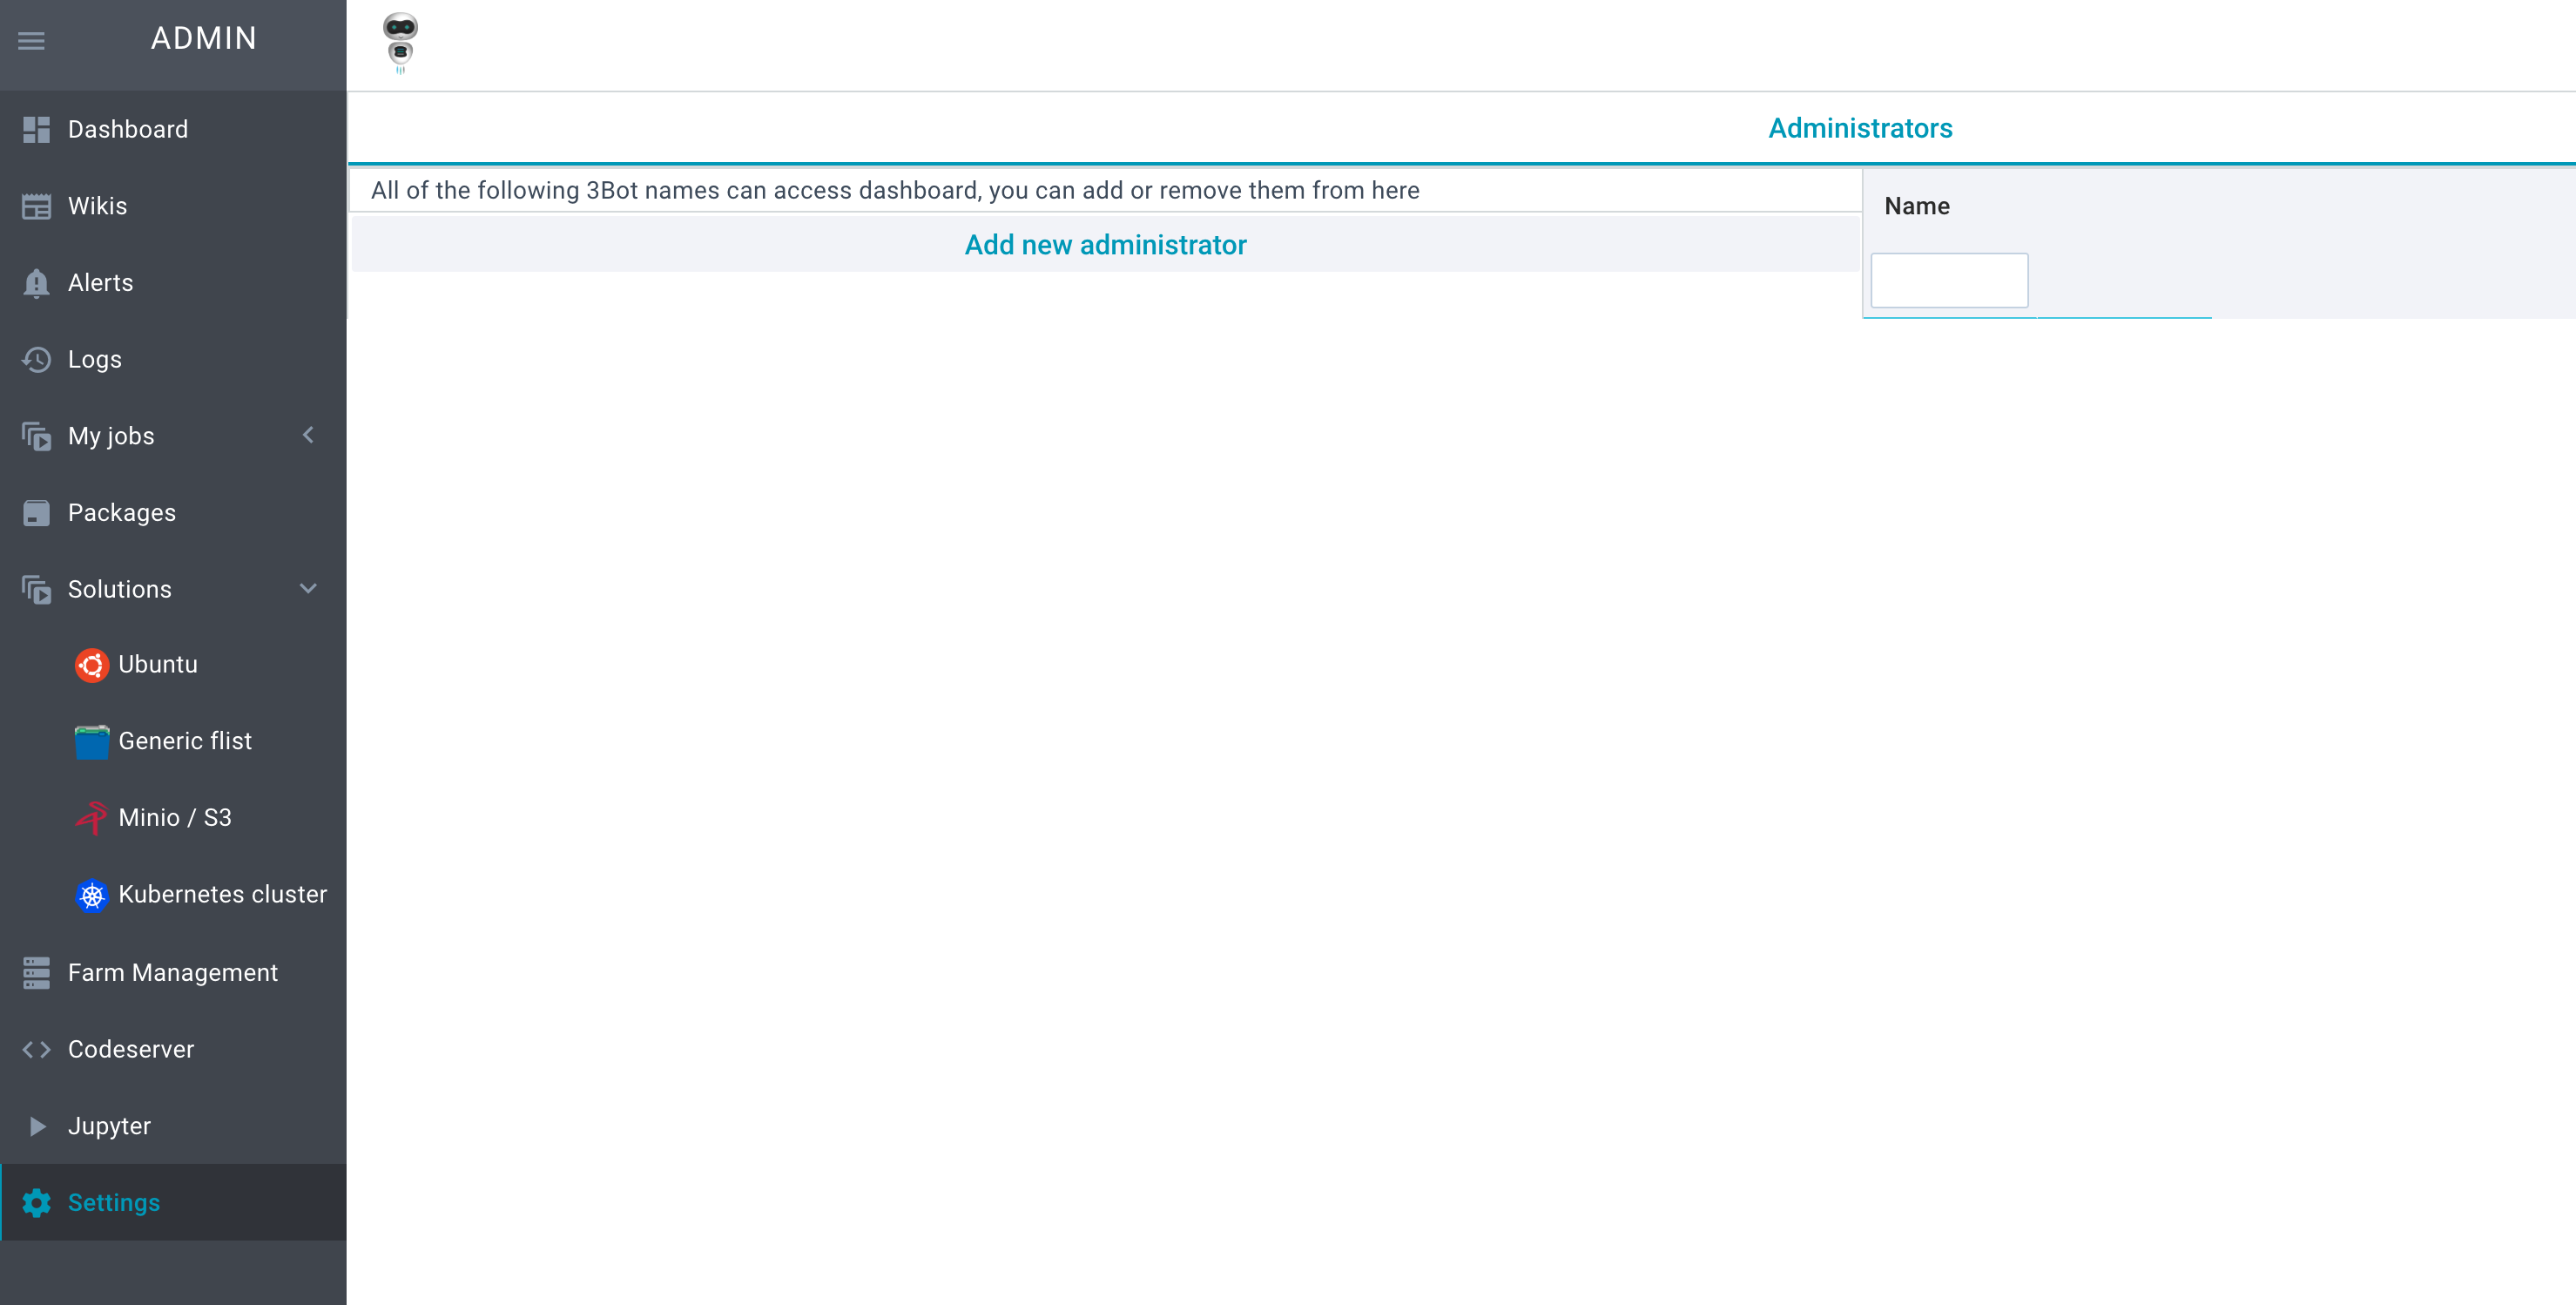 ADMIN
Dashboard
Wikis
Alerts
Logs
My jobs
Packages
Solutions
Ubuntu
Generic flist
Minio / S3
Kubernetes cluster
Farm Management
Codeserver
Jupyter
Settings
Administrators
All of the following 3Bot names can access dashboard, you can add or remove them from here
Add new administrator
Name